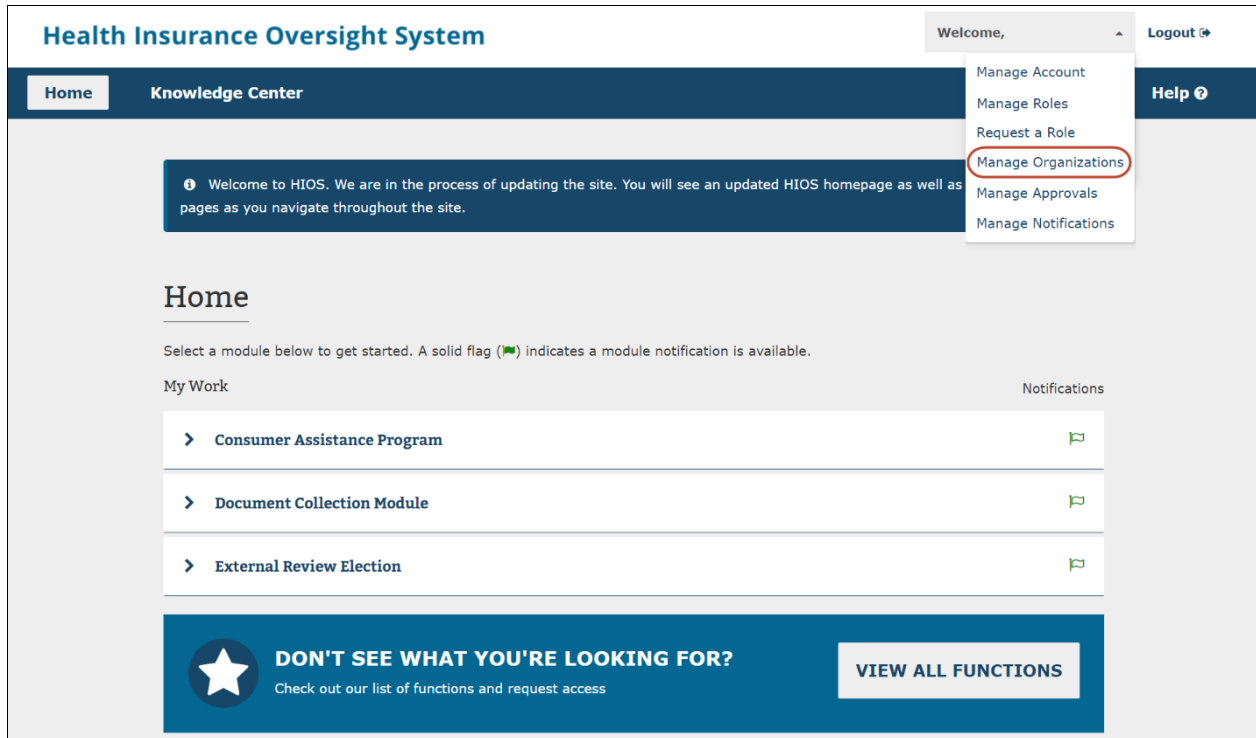 Health Insurance Oversight System
Welcome,
Logout
Home
Knowledge Center
Help
Manage Account
Manage Roles
Request a Role
Manage Organizations
Manage Approvals
Manage Notifications
Welcome to HIOS. We are in the process of updating the site. You will see an updated HIOS homepage as well as
pages as you navigate throughout the site.
Home
Select a module below to get started. A solid flag ( ) indicates a module notification is available.
My Work
Notifications
Consumer Assistance Program
Document Collection Module
External Review Election
DON'T SEE WHAT YOU'RE LOOKING FOR?
Check out our list of functions and request access
VIEW ALL FUNCTIONS